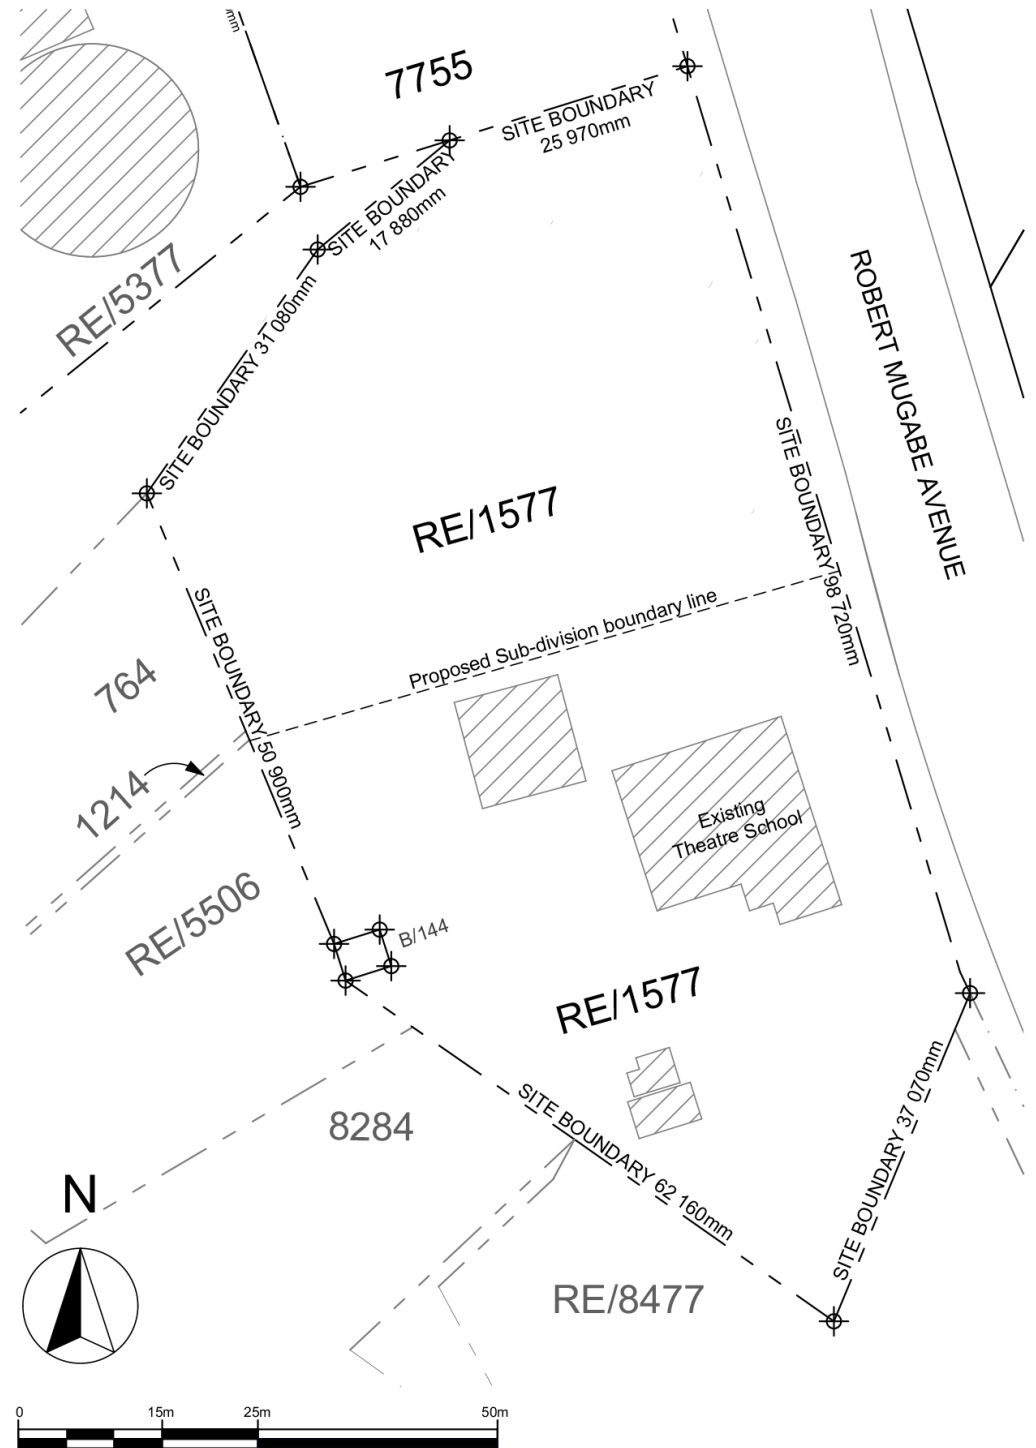 mm
7755
SITE BOUNDARY
25 970mm
SITE BOUNDARY
17 880mm
RE/5377
SITE BOUNDARY 31 080mm
ROBERT MUGABE AVENUE
RE/1577
SITE BOUNDARY 98 720mm
SITE BOUNDARY 50 900mm
Proposed Sub-division boundary line
764
1214
Existing
Theatre School
RE/5506
B/144
RE/1577
SITE BOUNDARY 62 160mm
SITE BOUNDARY 37 070mm
8284
N
RE/8477
0 15m 25m 50m